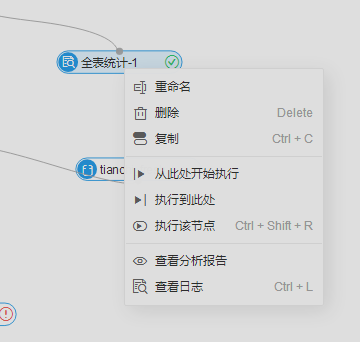 全表统计-1
重命名
删除 Delete
复制 Ctrl + C
tianc
从此处开始执行
执行到此处
执行该节点 Ctrl + Shift + R
查看分析报告
查看日志 Ctrl + L